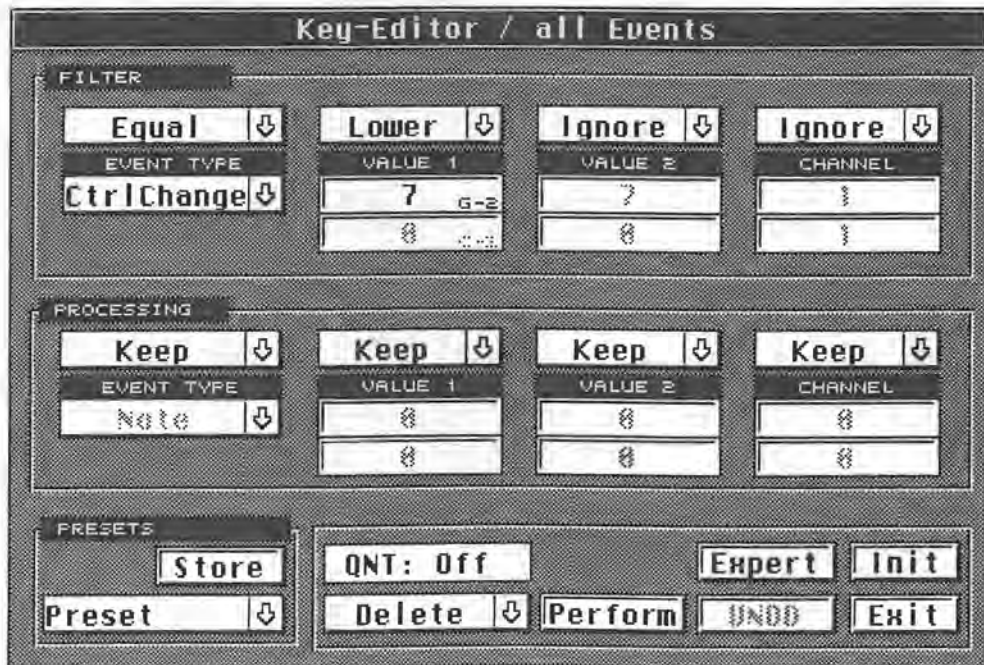 Key-Editor / all Events
FILTER
Equal Lower Ignore Ignore
EVENT TYPE VALUE 1 VALUE 2 CHANNEL
CtrlChange 7 G-2 7 1
0 C-2 0 1
PROCESSING
Keep Keep Keep Keep
EVENT TYPE VALUE 1 VALUE 2 CHANNEL
Note 0 0 0
0 0 0
PRESETS
Store QNT: Off Expert Init
Preset Delete Perform UNDO Exit